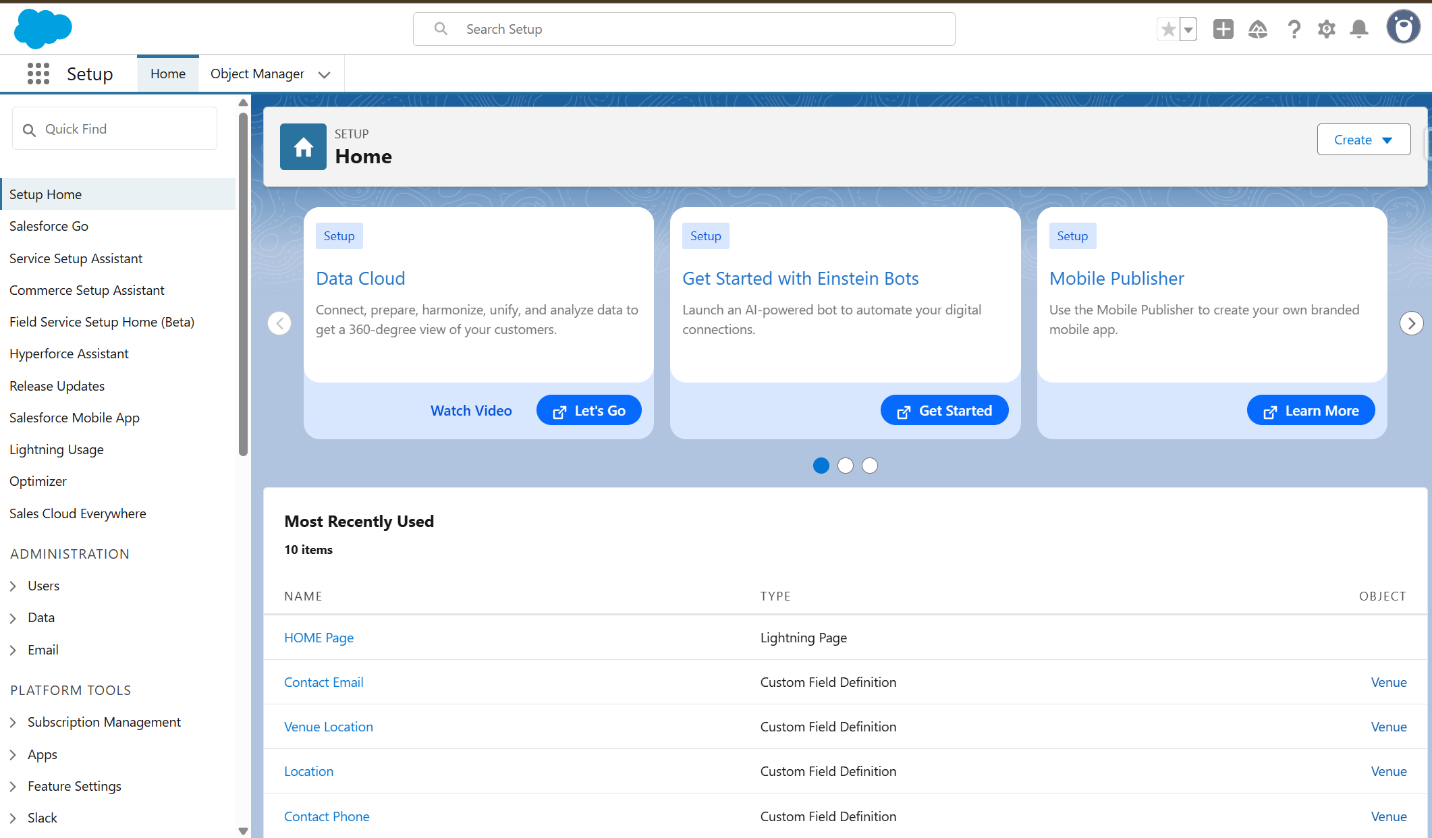 Search Setup
Setup
Home
Object Manager
Quick Find
Setup Home
Salesforce Go
Service Setup Assistant
Commerce Setup Assistant
Field Service Setup Home (Beta)
Hyperforce Assistant
Release Updates
Salesforce Mobile App
Lightning Usage
Optimizer
Sales Cloud Everywhere
ADMINISTRATION
Users
Data
Email
PLATFORM TOOLS
Subscription Management
Apps
Feature Settings
Slack
SETUP
Home
Create
Setup
Data Cloud
Connect, prepare, harmonize, unify, and analyze data to
get a 360-degree view of your customers.
Watch Video
Let's Go
Setup
Get Started with Einstein Bots
Launch an AI-powered bot to automate your digital
connections.
Get Started
Setup
Mobile Publisher
Use the Mobile Publisher to create your own branded
mobile app.
Learn More
Most Recently Used
10 items
NAME TYPE OBJECT
HOME Page Lightning Page
Contact Email Custom Field Definition Venue
Venue Location Custom Field Definition Venue
Location Custom Field Definition Venue
Contact Phone Custom Field Definition Venue